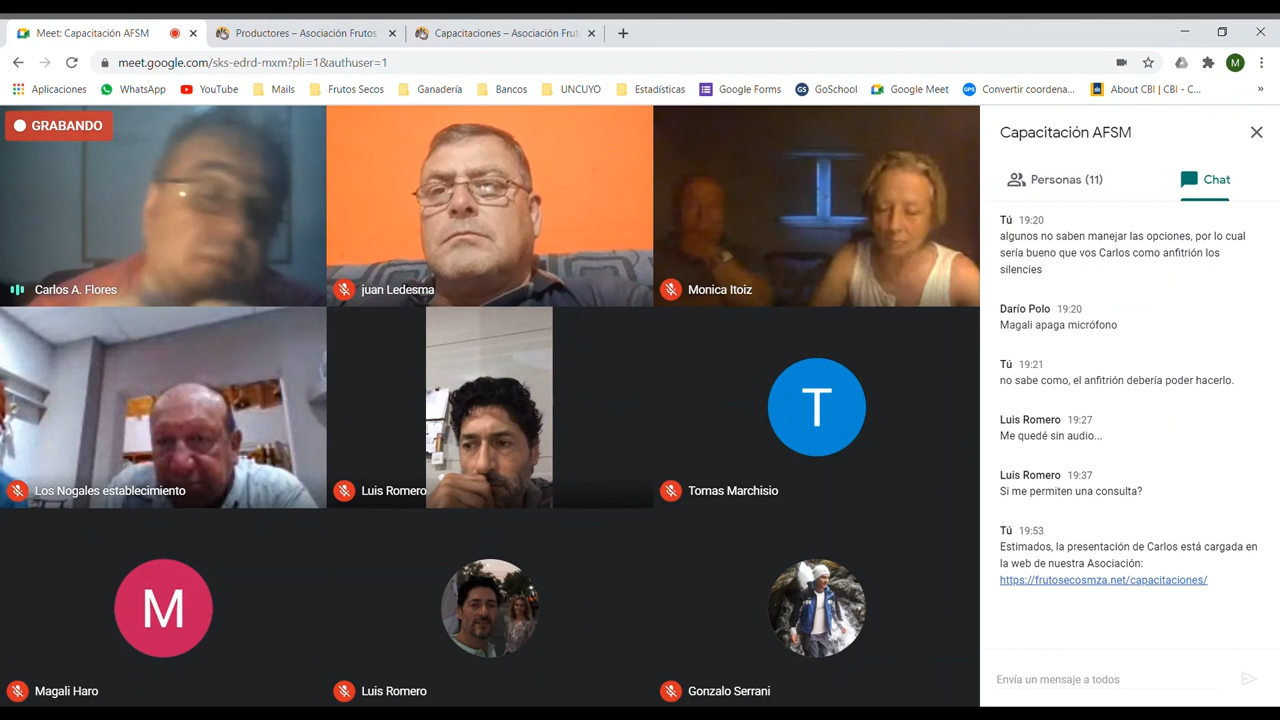 Meet: Capacitación AFSM
Productores – Asociación Frutos
Capacitaciones – Asociación Frut
meet.google.com/sks-edrd-mxm?pli=1&authuser=1
M
Aplicaciones
WhatsApp
YouTube
Mails
Frutos Secos
Ganadería
Bancos
UNCUYO
Estadísticas
Google Forms
GS
Goshool
Google Meet
GPS
Convertir coordena...
About CBI | CBI - C...
»
GRABANDO
Carlos A. Flores
juan Ledesma
Monica Itoiz
Los Nogales establecimiento
Luis Romero
T
Tomas Marchisio
M
Magali Haro
Luis Romero
Gonzalo Serrani
Capacitación AFSM
Personas (11)
Chat
Tú 19:20
algunos no saben manejar las opciones, por lo cual
sería bueno que vos Carlos como anfitrión los
silencies
Darío Polo 19:20
Magali apaga micrófono
Tú 19:21
no sabe como, el anfitrión debería poder hacerlo.
Luis Romero 19:27
Me quedé sin audio...
Luis Romero 19:37
Si me permiten una consulta?
Tú 19:53
Estimados, la presentación de Carlos está cargada en
la web de nuestra Asociación:
https://frutosecosmza.net/capacitaciones/
Envía un mensaje a todos